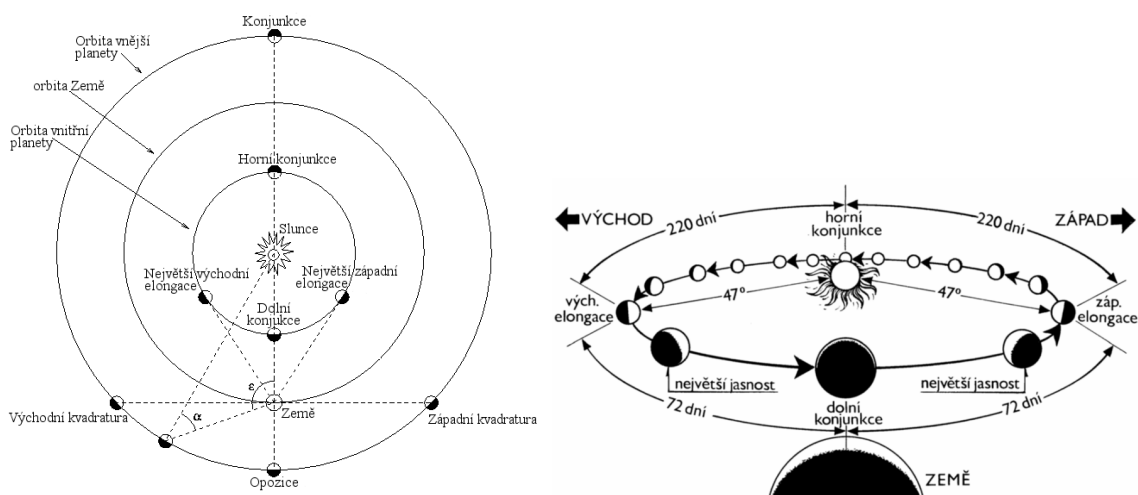 Konjunkce
Orbita vnější
planety
orbita Země
Orbita vnitřní
planety
Horní konjunkce
Slunce
Největší východní
elongace
Největší západní
elongace
Dolní
konjukce
ε
α
Země
Východní kvadratura
Západní kvadratura
Opozice
VÝCHOD
ZÁPAD
220 dní
220 dní
horní
konjunkce
47°
47°
vých.
elongace
záp.
elongace
největší jasnost
největší jasnost
72 dní
72 dní
dolní
konjunkce
ZEMĚ